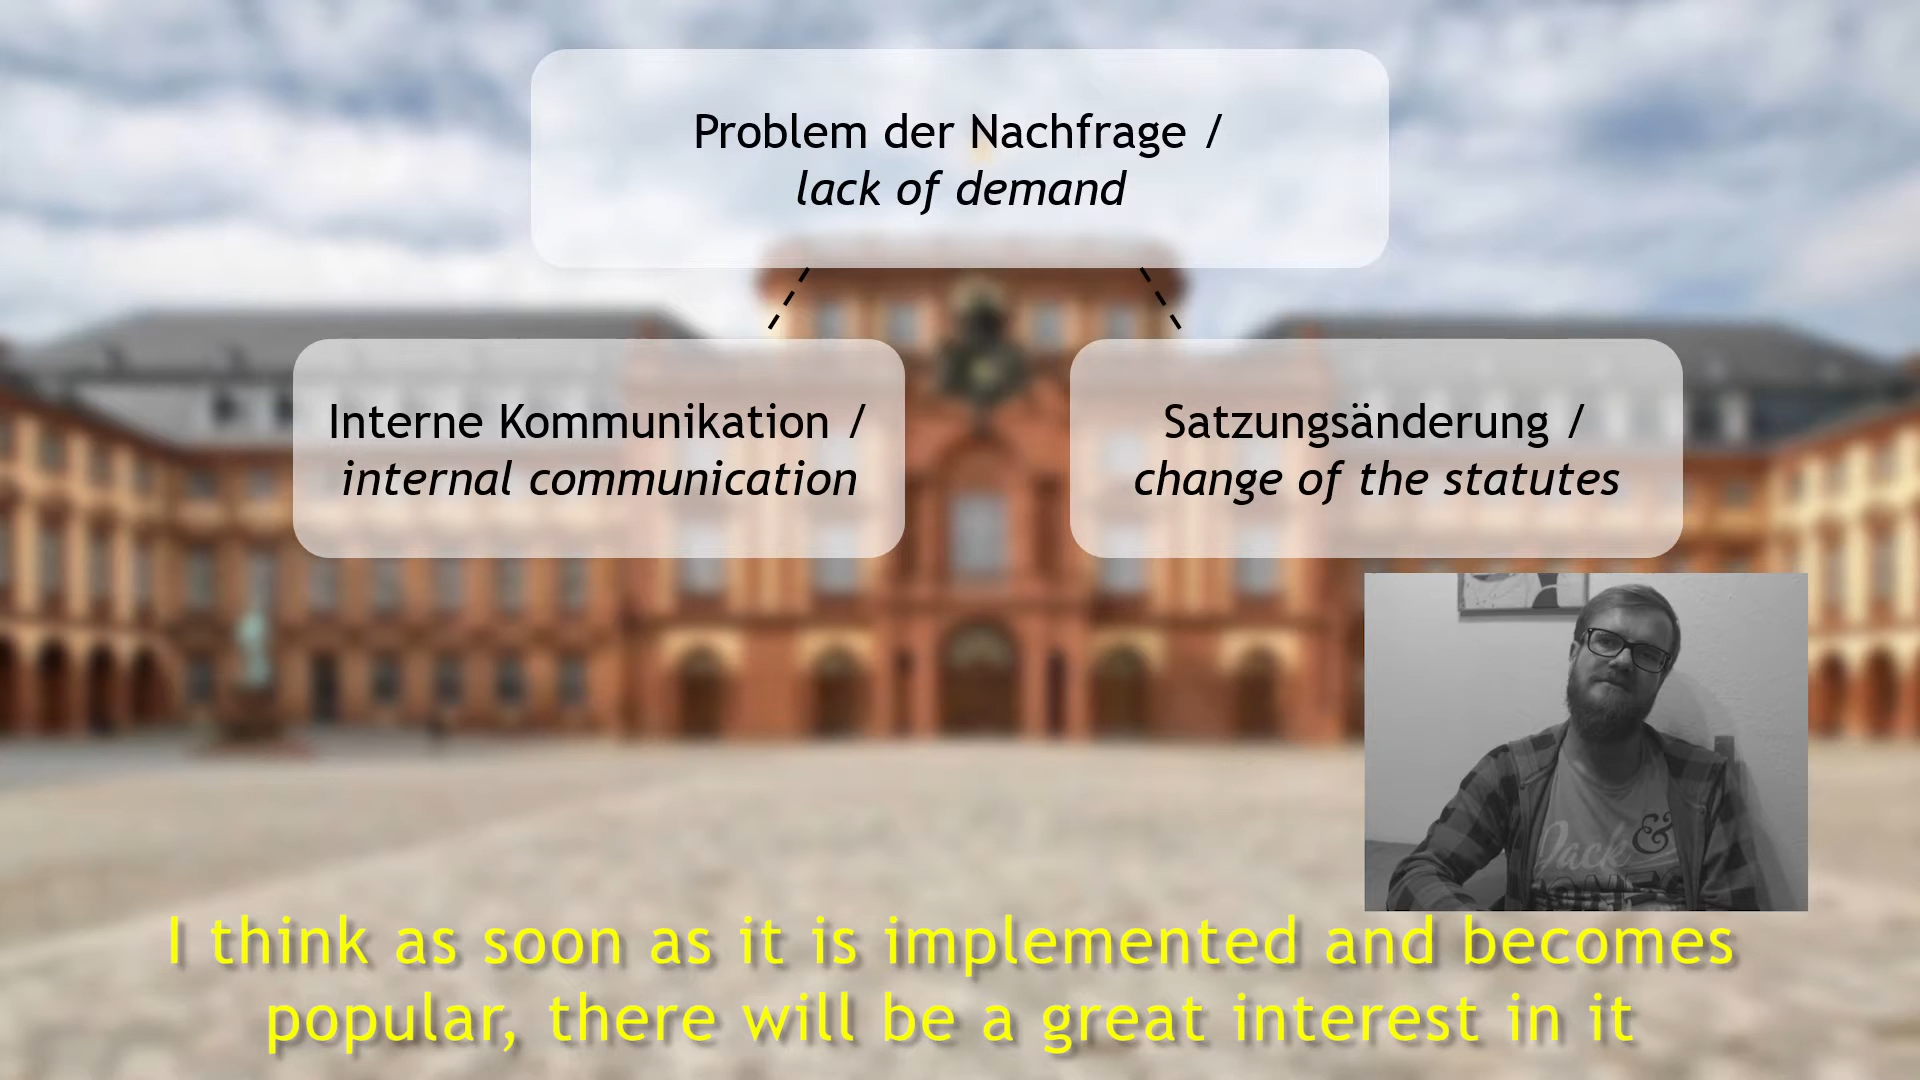 Problem der Nachfrage /
lack of demand
Interne Kommunikation /
internal communication
Satzungsänderung /
change of the statutes
Jack &
I think as soon as it is implemented and becomes
popular, there will be a great interest in it